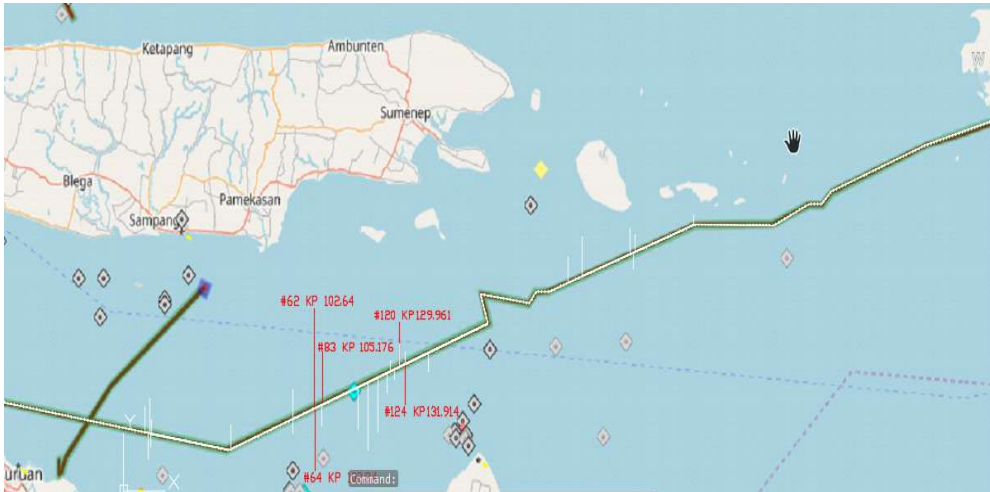 Ketapang
Ambunten
W
Sumenep
Blega
Pamekasan
Sampang
#62 KP 102.64
#120 KP129.961
#83 KP 105.176
#124 KP131.914
Y
uruan
X
#64 KP
Command: